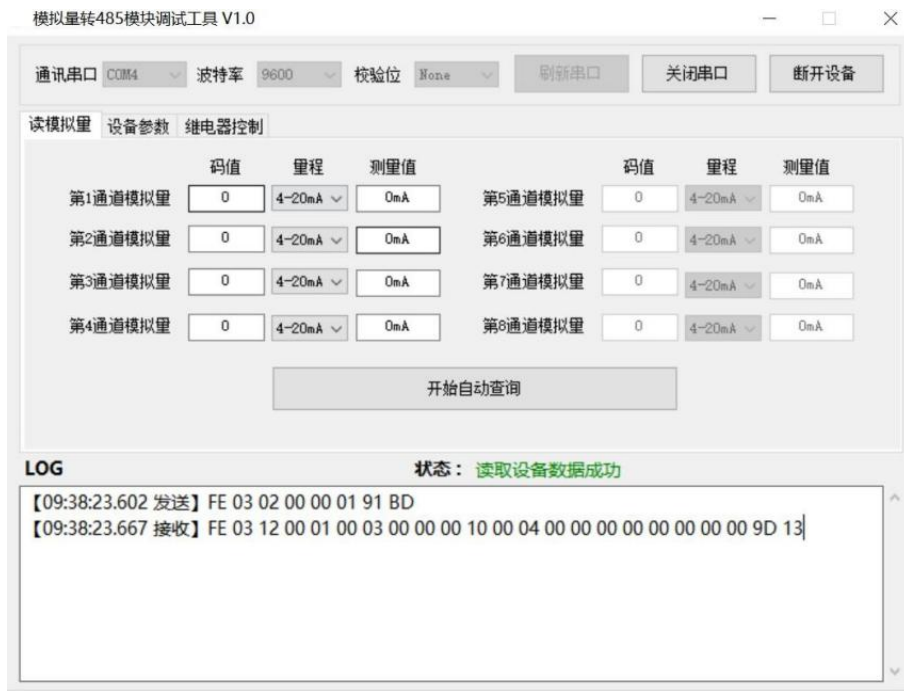 模拟量转485模块调试工具 V1.0
通讯串口 COM4 波特率 9600 校验位 None 刷新串口 关闭串口 断开设备
读模拟量 设备参数 继电器控制
码值 量程 测量值 码值 量程 测量值
第1通道模拟量 0 4-20mA 0mA 第5通道模拟量 0 4-20mA 0mA
第2通道模拟量 0 4-20mA 0mA 第6通道模拟量 0 4-20mA 0mA
第3通道模拟量 0 4-20mA 0mA 第7通道模拟量 0 4-20mA 0mA
第4通道模拟量 0 4-20mA 0mA 第8通道模拟量 0 4-20mA 0mA
开始自动查询
LOG 状态： 读取设备数据成功
【09:38:23.602 发送】FE 03 02 00 00 01 91 BD
【09:38:23.667 接收】FE 03 12 00 01 00 03 00 00 00 10 00 04 00 00 00 00 00 00 00 00 9D 13